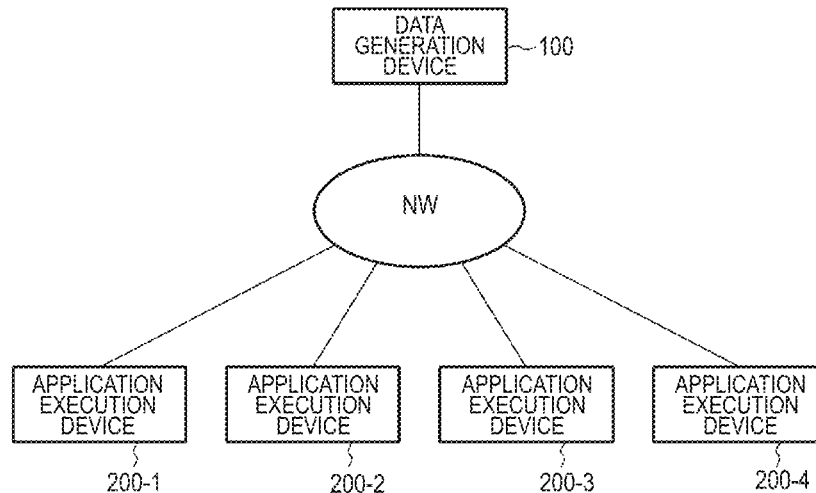 DATA
GENERATION
DEVICE
100
NW
APPLICATION
EXECUTION
DEVICE
APPLICATION
EXECUTION
DEVICE
APPLICATION
EXECUTION
DEVICE
APPLICATION
EXECUTION
DEVICE
200-1
200-2
200-3
200-4